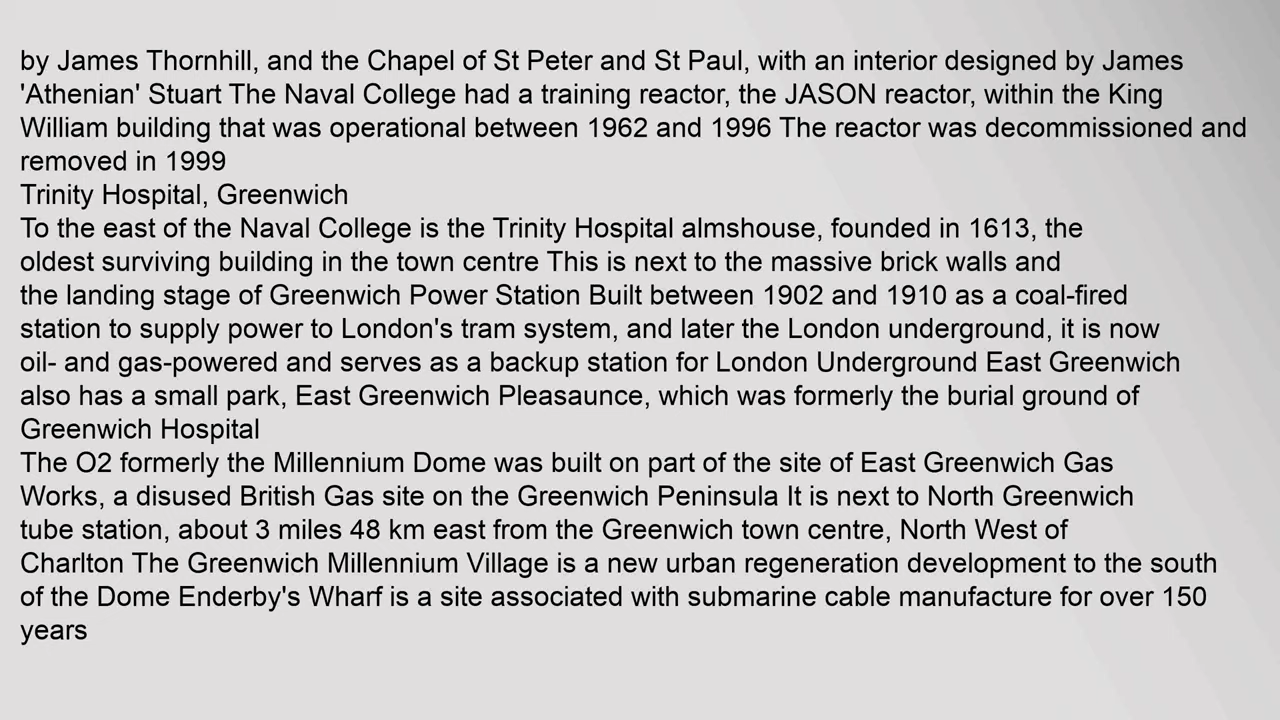 by James Thornhill, and the Chapel of St Peter and St Paul, with an interior designed by James
'Athenian' Stuart The Naval College had a training reactor, the JASON reactor, within the King
William building that was operational between 1962 and 1996 The reactor was decommissioned and
removed in 1999
Trinity Hospital, Greenwich
To the east of the Naval College is the Trinity Hospital almshouse, founded in 1613, the
oldest surviving building in the town centre This is next to the massive brick walls and
the landing stage of Greenwich Power Station Built between 1902 and 1910 as a coal-fired
station to supply power to London's tram system, and later the London underground, it is now
oil- and gas-powered and serves as a backup station for London Underground East Greenwich
also has a small park, East Greenwich Pleasaunce, which was formerly the burial ground of
Greenwich Hospital
The O2 formerly the Millennium Dome was built on part of the site of East Greenwich Gas
Works, a disused British Gas site on the Greenwich Peninsula It is next to North Greenwich
tube station, about 3 miles 48 km east from the Greenwich town centre, North West of
Charlton The Greenwich Millennium Village is a new urban regeneration development to the south
of the Dome Enderby's Wharf is a site associated with submarine cable manufacture for over 150
years